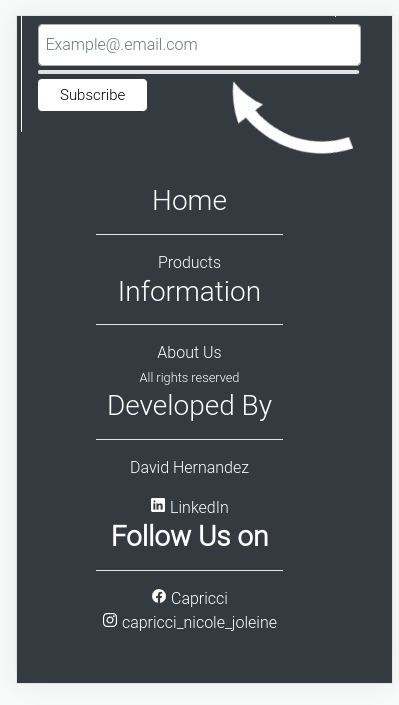 Example@.email.com
Subscribe
Home
Products
Information
About Us
All rights reserved
Developed By
David Hernandez
LinkedIn
Follow Us on
Capricci
capricci_nicole_joleine